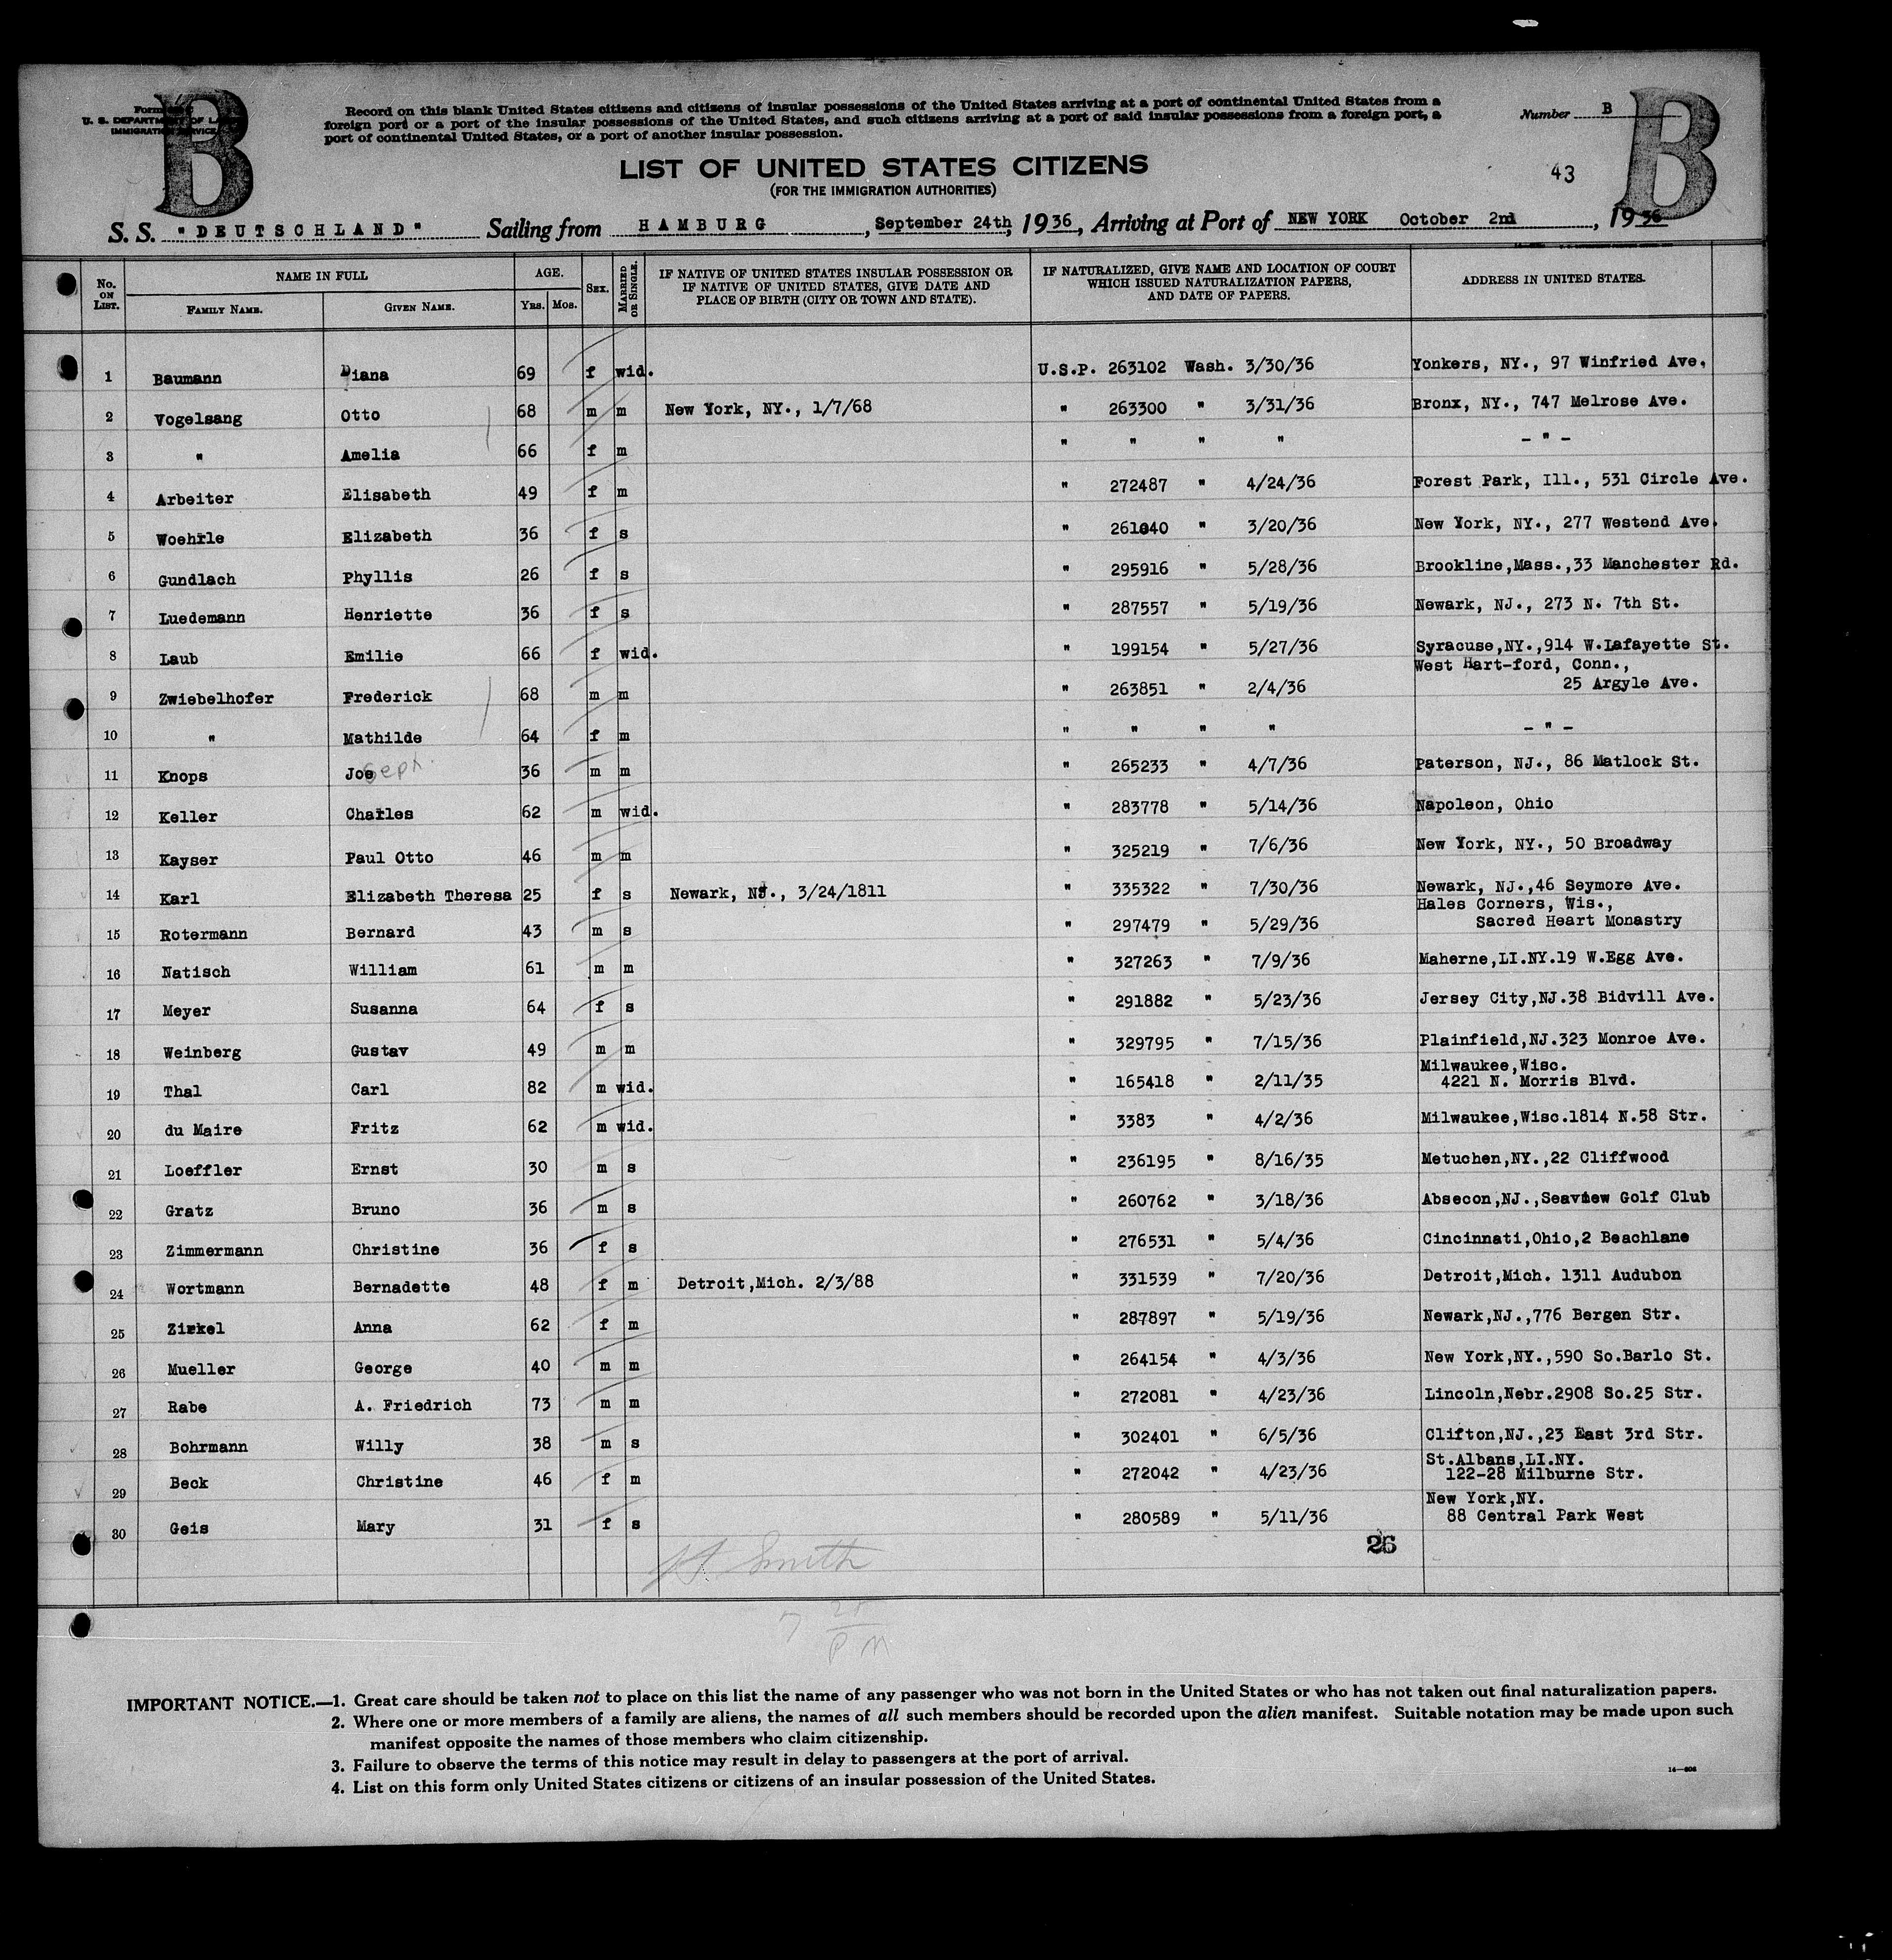 B
Form
U. S. DEPARTMENT OF LA
IMMIGRATION SERVICE
Record on this blank United States citizens and citizens of insular possessions of the United States arriving at a port of continental United States from a
foreign port or a port of the insular possessions of the United States, and such citizens arriving at a port of said insular possessions from a foreign port, a
port of continental United States, or a port of another insular possession.
Number B
B
LIST OF UNITED STATES CITIZENS
(FOR THE IMMIGRATION AUTHORITIES)
43
S. S. "DEUTSCHLAND" Sailing from HAMBURG, September 24th, 1936, Arriving at Port of NEW YORK October 2nd, 1936
No. ON LIST. NAME IN FULL AGE. SEX. MARRIED OR SINGLE. IF NATIVE OF UNITED STATES INSULAR POSSESSION OR IF NATIVE OF UNITED STATES, GIVE DATE AND PLACE OF BIRTH (CITY OR TOWN AND STATE). IF NATURALIZED, GIVE NAME AND LOCATION OF COURT WHICH ISSUED NATURALIZATION PAPERS, AND DATE OF PAPERS. ADDRESS IN UNITED STATES.
FAMILY NAME. GIVEN NAME. YRS. MOS.
1 Baumann Diana 69 f wid. U.S.P. 263102 Wash. 3/30/36 Yonkers, NY., 97 Winfried Ave.
2 Vogelsang Otto 68 m m New York, NY., 1/7/68 " 263300 " 3/31/36 Bronx, NY., 747 Melrose Ave.
3 " Amelia 66 f m " " " " - " -
4 Arbeiter Elisabeth 49 f m " 272487 " 4/24/36 Forest Park, Ill., 531 Circle Ave.
5 Woehrle Elizabeth 36 f s " 261040 " 3/20/36 New York, NY., 277 Westend Ave.
6 Gundlach Phyllis 26 f s " 295916 " 5/28/36 Brookline,Mass.,33 Manchester Rd.
7 Luedemann Henriette 36 f s " 287557 " 5/19/36 Newark, NJ., 273 N. 7th St.
8 Laub Emilie 66 f wid. " 199154 " 5/27/36 Syracuse,NY.,914 W.Lafayette St.
West Hart-ford, Conn.,
9 Zwiebelhofer Frederick 68 m m " 263851 " 2/4/36 25 Argyle Ave.
10 " Mathilde 64 f m " " " " - " -
11 Knops Joe Sept. 36 m m " 265233 " 4/7/36 Paterson, NJ., 86 Matlock St.
12 Keller Charles 62 m wid. " 283778 " 5/14/36 Napoleon, Ohio
13 Kayser Paul Otto 46 m m " 325219 " 7/6/36 New York, NY., 50 Broadway
14 Karl Elizabeth Theresa 25 f s Newark, NJ., 3/24/1811 " 335322 " 7/30/36 Newark, NJ.,46 Seymore Ave.
Hales Corners, Wis.,
15 Rotermann Bernard 43 m s " 297479 " 5/29/36 Sacred Heart Monastry
16 Natisch William 61 m m " 327263 " 7/9/36 Maherne,LI.NY.19 W.Egg Ave.
17 Meyer Susanna 64 f s " 291882 " 5/23/36 Jersey City,NJ.38 Bidvill Ave.
18 Weinberg Gustav 49 m m " 329795 " 7/15/36 Plainfield,NJ.323 Monroe Ave.
Milwaukee,Wisc.
19 Thal Carl 82 m wid. " 165418 " 2/11/35 4221 N. Morris Blvd.
20 du Maire Fritz 62 m wid. " 3383 " 4/2/36 Milwaukee,Wisc.1814 N.58 Str.
21 Loeffler Ernst 30 m s " 236195 " 8/16/35 Metuchen,NY.,22 Cliffwood
22 Gratz Bruno 36 m s " 260762 " 3/18/36 Absecon,NJ.,Seaview Golf Club
23 Zimmermann Christine 36 f s " 276531 " 5/4/36 Cincinnati,Ohio,2 Beachlane
24 Wortmann Bernadette 48 f m Detroit,Mich. 2/3/88 " 331539 " 7/20/36 Detroit,Mich. 1311 Audubon
25 Zirkel Anna 62 f m " 287897 " 5/19/36 Newark,NJ.,776 Bergen Str.
26 Mueller George 40 m m " 264154 " 4/3/36 New York,NY.,590 So.Barlo St.
27 Rabe A. Friedrich 73 m m " 272081 " 4/23/36 Lincoln,Nebr.2908 So.25 Str.
28 Bohrmann Willy 38 m s " 302401 " 6/5/36 Clifton,NJ.,23 East 3rd Str.
St.Albans,LI.NY.
29 Beck Christine 46 f m " 272042 " 4/23/36 122-28 Milburne Str.
New York,NY.
30 Geis Mary 31 f s " 280589 " 5/11/36 88 Central Park West
26
Smith
PM
IMPORTANT NOTICE.—1. Great care should be taken not to place on this list the name of any passenger who was not born in the United States or who has not taken out final naturalization papers.
2. Where one or more members of a family are aliens, the names of all such members should be recorded upon the alien manifest. Suitable notation may be made upon such
manifest opposite the names of those members who claim citizenship.
3. Failure to observe the terms of this notice may result in delay to passengers at the port of arrival.
4. List on this form only United States citizens or citizens of an insular possession of the United States.